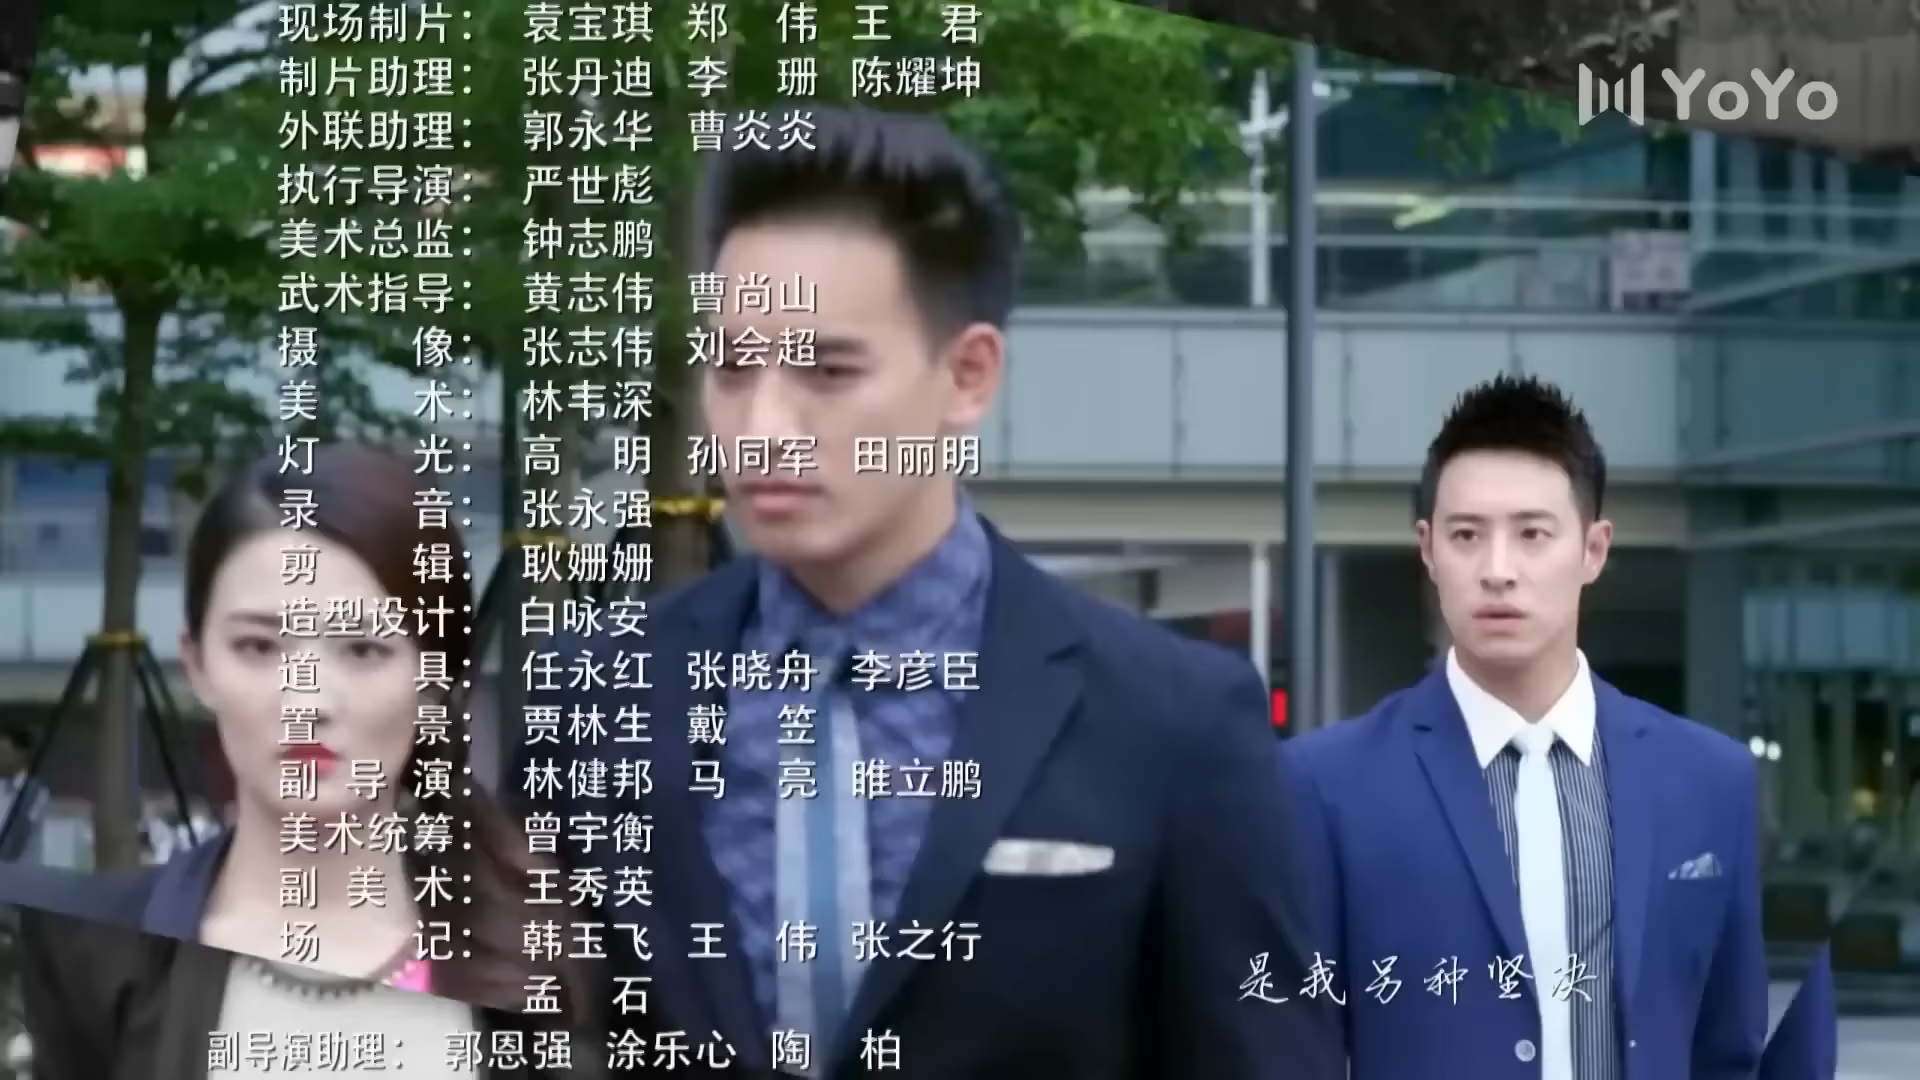 现场制片： 袁宝琪 郑 伟 王 君
制片助理： 张丹迪 李 珊 陈耀坤
外联助理： 郭永华 曹炎炎
执行导演： 严世彪
美术总监： 钟志鹏
武术指导： 黄志伟 曹尚山
摄 像： 张志伟 刘会超
美 术： 林韦深
灯 光： 高 明 孙同军 田丽明
录 音： 张永强
剪 辑： 耿姗姗
造型设计： 白咏安
道 具： 任永红 张晓舟 李彦臣
置 景： 贾林生 戴 笠
副 导 演： 林健邦 马 亮 睢立鹏
美术统筹： 曾宇衡
副 美 术： 王秀英
场 记： 韩玉飞 王 伟 张之行
孟 石
副导演助理： 郭恩强 涂乐心 陶 柏
YoYo
是我另种坚决